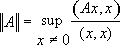 ‖A‖ = sup x ≠ 0 (Ax, x) / (x, x)